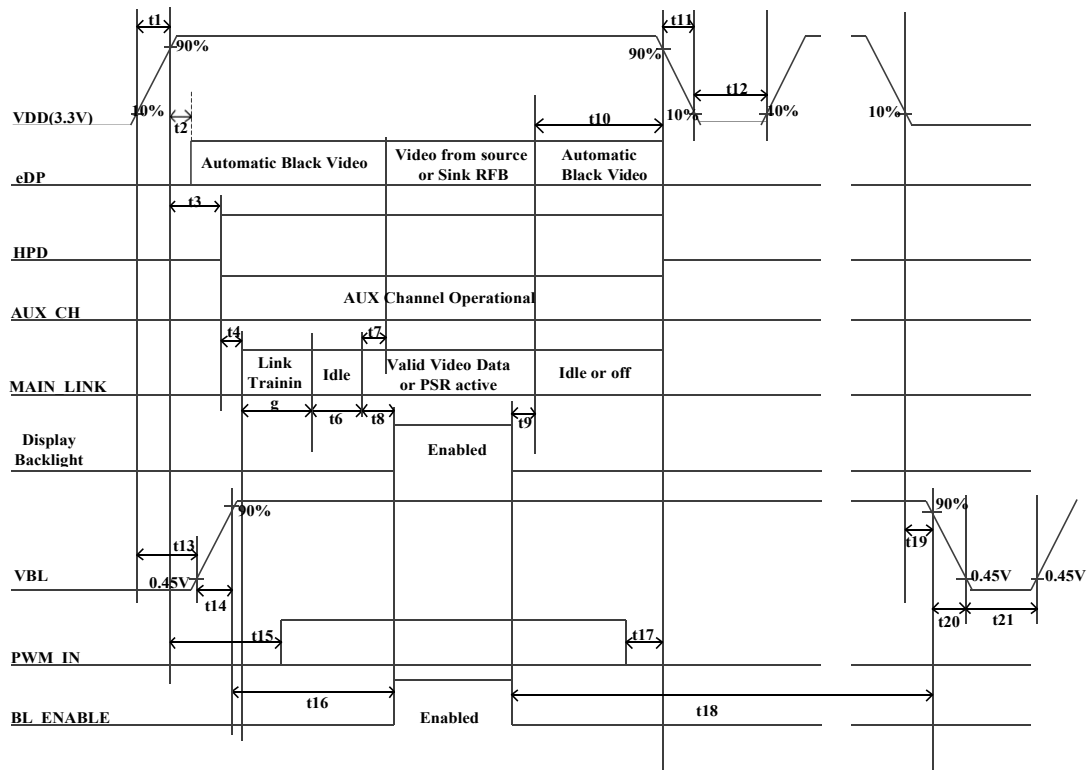 t1
t11
90%
90%
10%
t12
10%
10%
10%
VDD(3.3V)
t2
t10
Automatic Black Video
Video from source
or Sink RFB
Automatic
Black Video
eDP
t3
HPD
AUX Channel Operational
AUX_CH
t4
t7
Link
Trainin
g
Idle
Valid Video Data
or PSR active
Idle or off
MAIN_LINK
t6
t8
t9
Display
Backlight
Enabled
90%
90%
t13
t19
VBL
0.45V
0.45V
0.45V
t14
t20
t21
t15
t17
PWM_IN
t16
t18
BL_ENABLE
Enabled